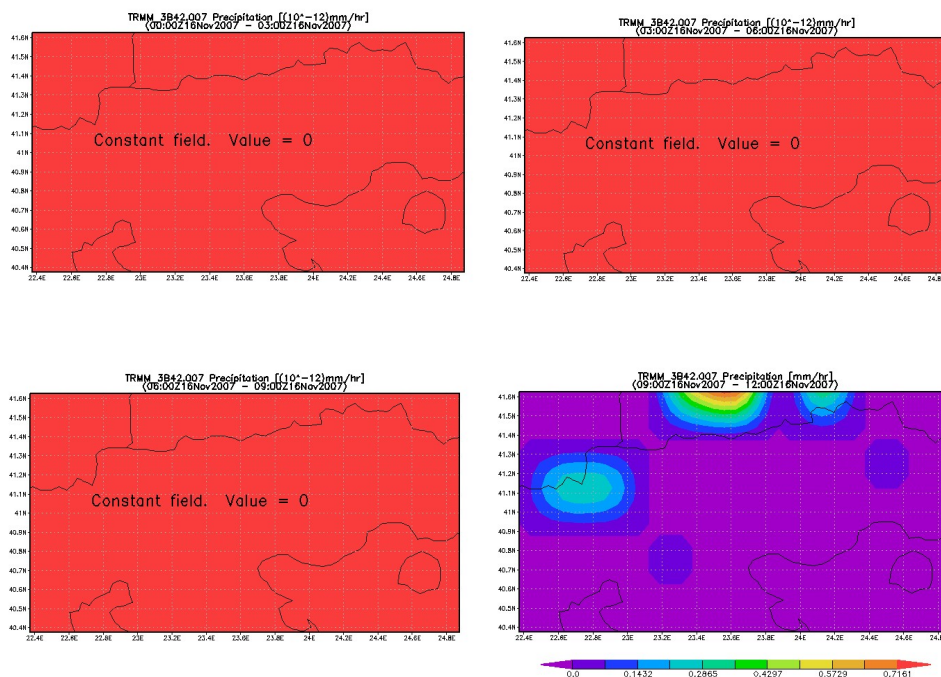 TRMM_3B42.007 Precipitation [(10^-12)mm/hr]
(00:00Z16Nov2007 - 03:00Z16Nov2007)
41.6N
41.5N
41.4N
41.3N
41.2N
41.1N
Constant field. Value = 0
41N
40.9N
40.8N
40.7N
40.6N
40.5N
40.4N
22.4E 22.6E 22.8E 23E 23.2E 23.4E 23.6E 23.8E 24E 24.2E 24.4E 24.6E 24.8E
TRMM_3B42.007 Precipitation [(10^-12)mm/hr]
(03:00Z16Nov2007 - 06:00Z16Nov2007)
41.6N
41.5N
41.4N
41.3N
41.2N
41.1N
Constant field. Value = 0
41N
40.9N
40.8N
40.7N
40.6N
40.5N
40.4N
22.4E 22.6E 22.8E 23E 23.2E 23.4E 23.6E 23.8E 24E 24.2E 24.4E 24.6E
TRMM_3B42.007 Precipitation [(10^-12)mm/hr]
(06:00Z16Nov2007 - 09:00Z16Nov2007)
41.6N
41.5N
41.4N
41.3N
41.2N
41.1N
Constant field. Value = 0
41N
40.9N
40.8N
40.7N
40.6N
40.5N
40.4N
22.4E 22.6E 22.8E 23E 23.2E 23.4E 23.6E 23.8E 24E 24.2E 24.4E 24.6E 24.8E
TRMM_3B42.007 Precipitation [mm/hr]
(09:00Z16Nov2007 - 12:00Z16Nov2007)
41.6N
41.5N
41.4N
41.3N
41.2N
41.1N
41N
40.9N
40.8N
40.7N
40.6N
40.5N
40.4N
22.4E 22.6E 22.8E 23E 23.2E 23.4E 23.6E 23.8E 24E 24.2E 24.4E 24.6E
0.0 0.1432 0.2865 0.4297 0.5729 0.7161